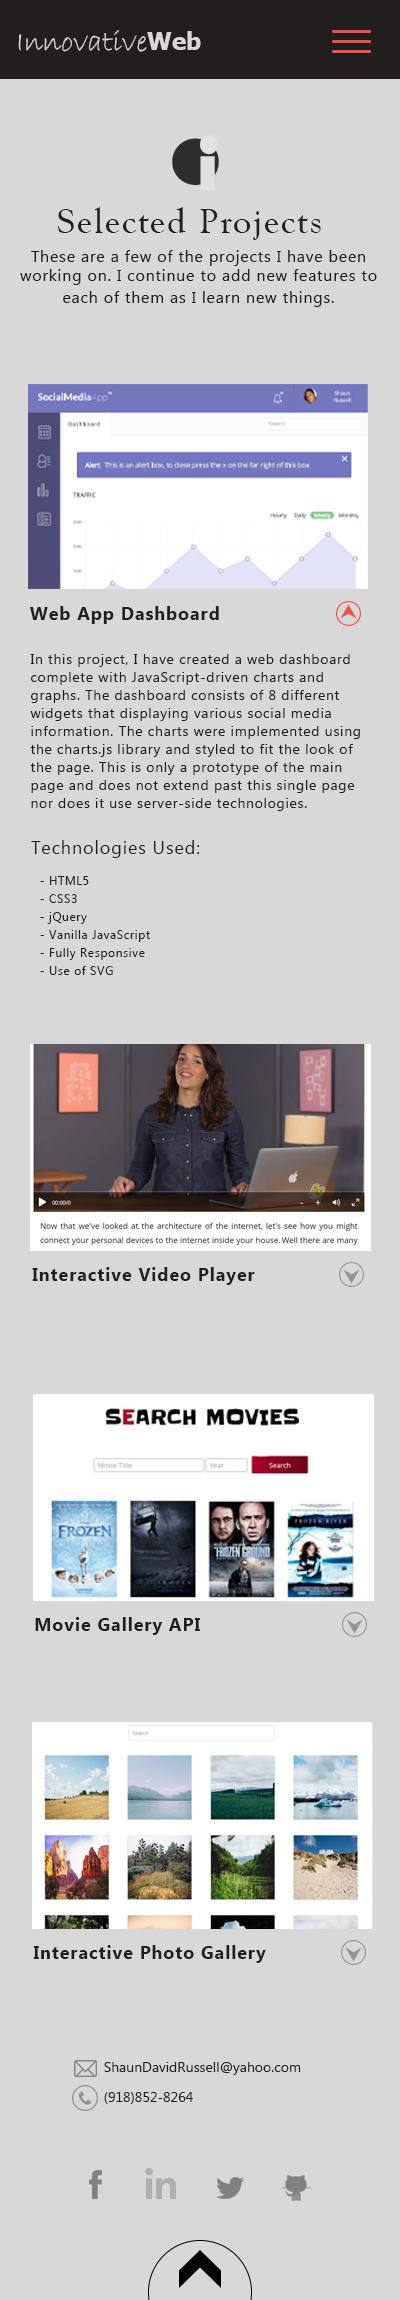 InnovativeWeb
Selected Projects
These are a few of the projects I have been
working on. I continue to add new features to
each of them as I learn new things.
SocialMediaApp™
Shaun
Russell
Dashboard
Search
Alert This is an alert box, to close press the x on the far right of this box
TRAFFIC
Hourly Daily Weekly Monthly
Web App Dashboard
In this project, I have created a web dashboard
complete with JavaScript-driven charts and
graphs. The dashboard consists of 8 different
widgets that displaying various social media
information. The charts were implemented using
the charts.js library and styled to fit the look of
the page. This is only a prototype of the main
page and does not extend past this single page
nor does it use server-side technologies.
Technologies Used:
- HTML5
- CSS3
- jQuery
- Vanilla JavaScript
- Fully Responsive
- Use of SVG
00:00/0
Now that we've looked at the architecture of the internet, let's see how you might
connect your personal devices to the internet inside your house. Well there are many
Interactive Video Player
SEARCH MOVIES
Movie Title Year Search
FROZEN
FROZEN
THE FROZEN GROUND
FROZEN RIVER
Movie Gallery API
Search
Interactive Photo Gallery
ShaunDavidRussell@yahoo.com
(918)852-8264